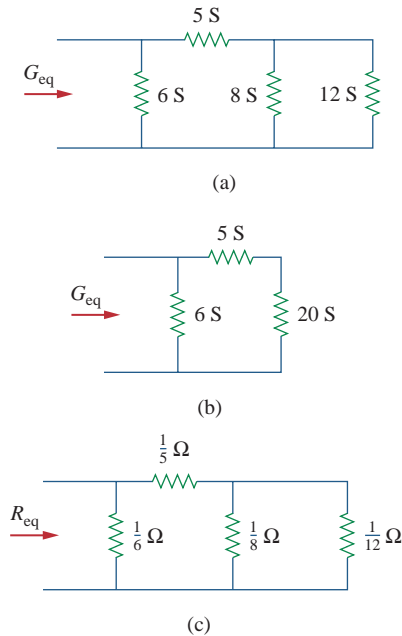 5 S
G_eq
6 S 8 S 12 S
(a)
5 S
G_eq
6 S 20 S
(b)
1/5 Ω
R_eq
1/6 Ω 1/8 Ω 1/12 Ω
(c)